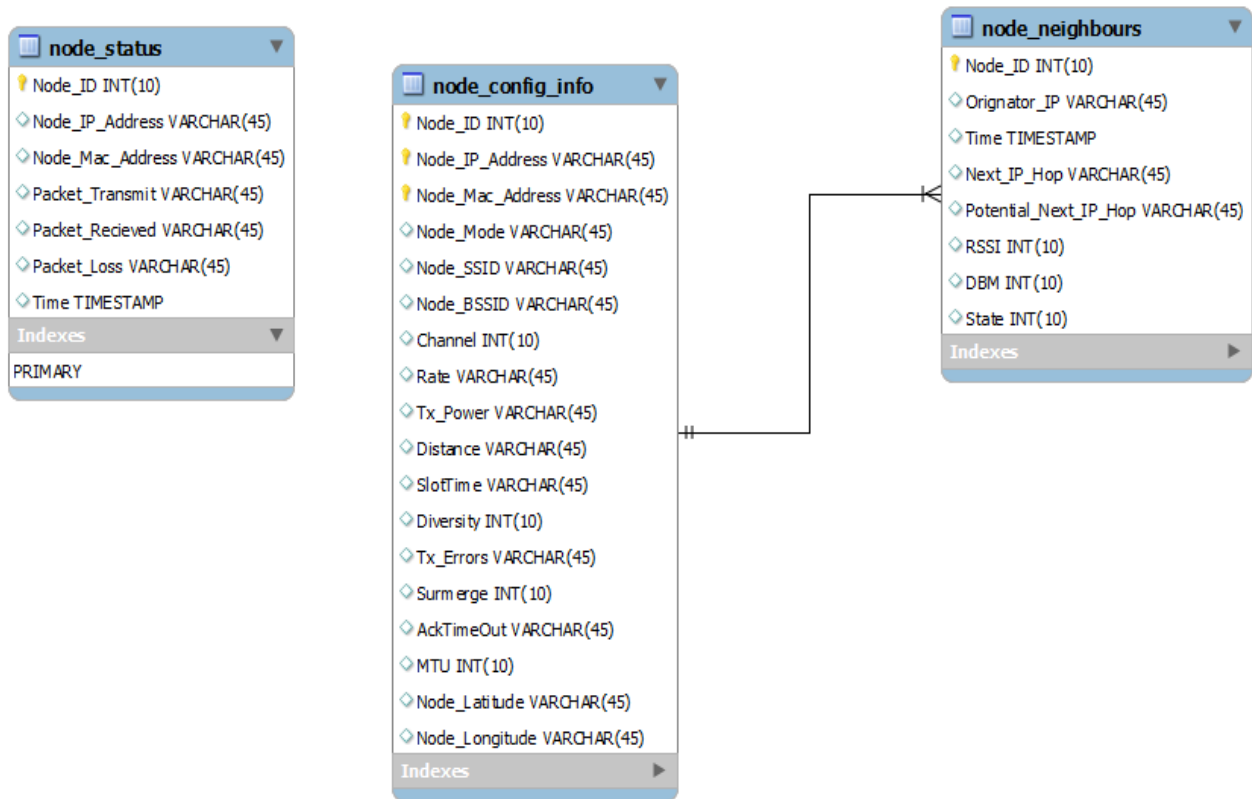 node_status
Node_ID INT(10)
Node_IP_Address VARCHAR(45)
Node_Mac_Address VARCHAR(45)
Packet_Transmit VARCHAR(45)
Packet_Recieved VARCHAR(45)
Packet_Loss VARCHAR(45)
Time TIMESTAMP
Indexes
PRIMARY
node_config_info
Node_ID INT(10)
Node_IP_Address VARCHAR(45)
Node_Mac_Address VARCHAR(45)
Node_Mode VARCHAR(45)
Node_SSID VARCHAR(45)
Node_BSSID VARCHAR(45)
Channel INT(10)
Rate VARCHAR(45)
Tx_Power VARCHAR(45)
Distance VARCHAR(45)
SlotTime VARCHAR(45)
Diversity INT(10)
Tx_Errors VARCHAR(45)
Surmerge INT(10)
AckTimeOut VARCHAR(45)
MTU INT(10)
Node_Latitude VARCHAR(45)
Node_Longitude VARCHAR(45)
Indexes
node_neighbours
Node_ID INT(10)
Orignator_IP VARCHAR(45)
Time TIMESTAMP
Next_IP_Hop VARCHAR(45)
Potential_Next_IP_Hop VARCHAR(45)
RSSI INT(10)
DBM INT(10)
State INT(10)
Indexes